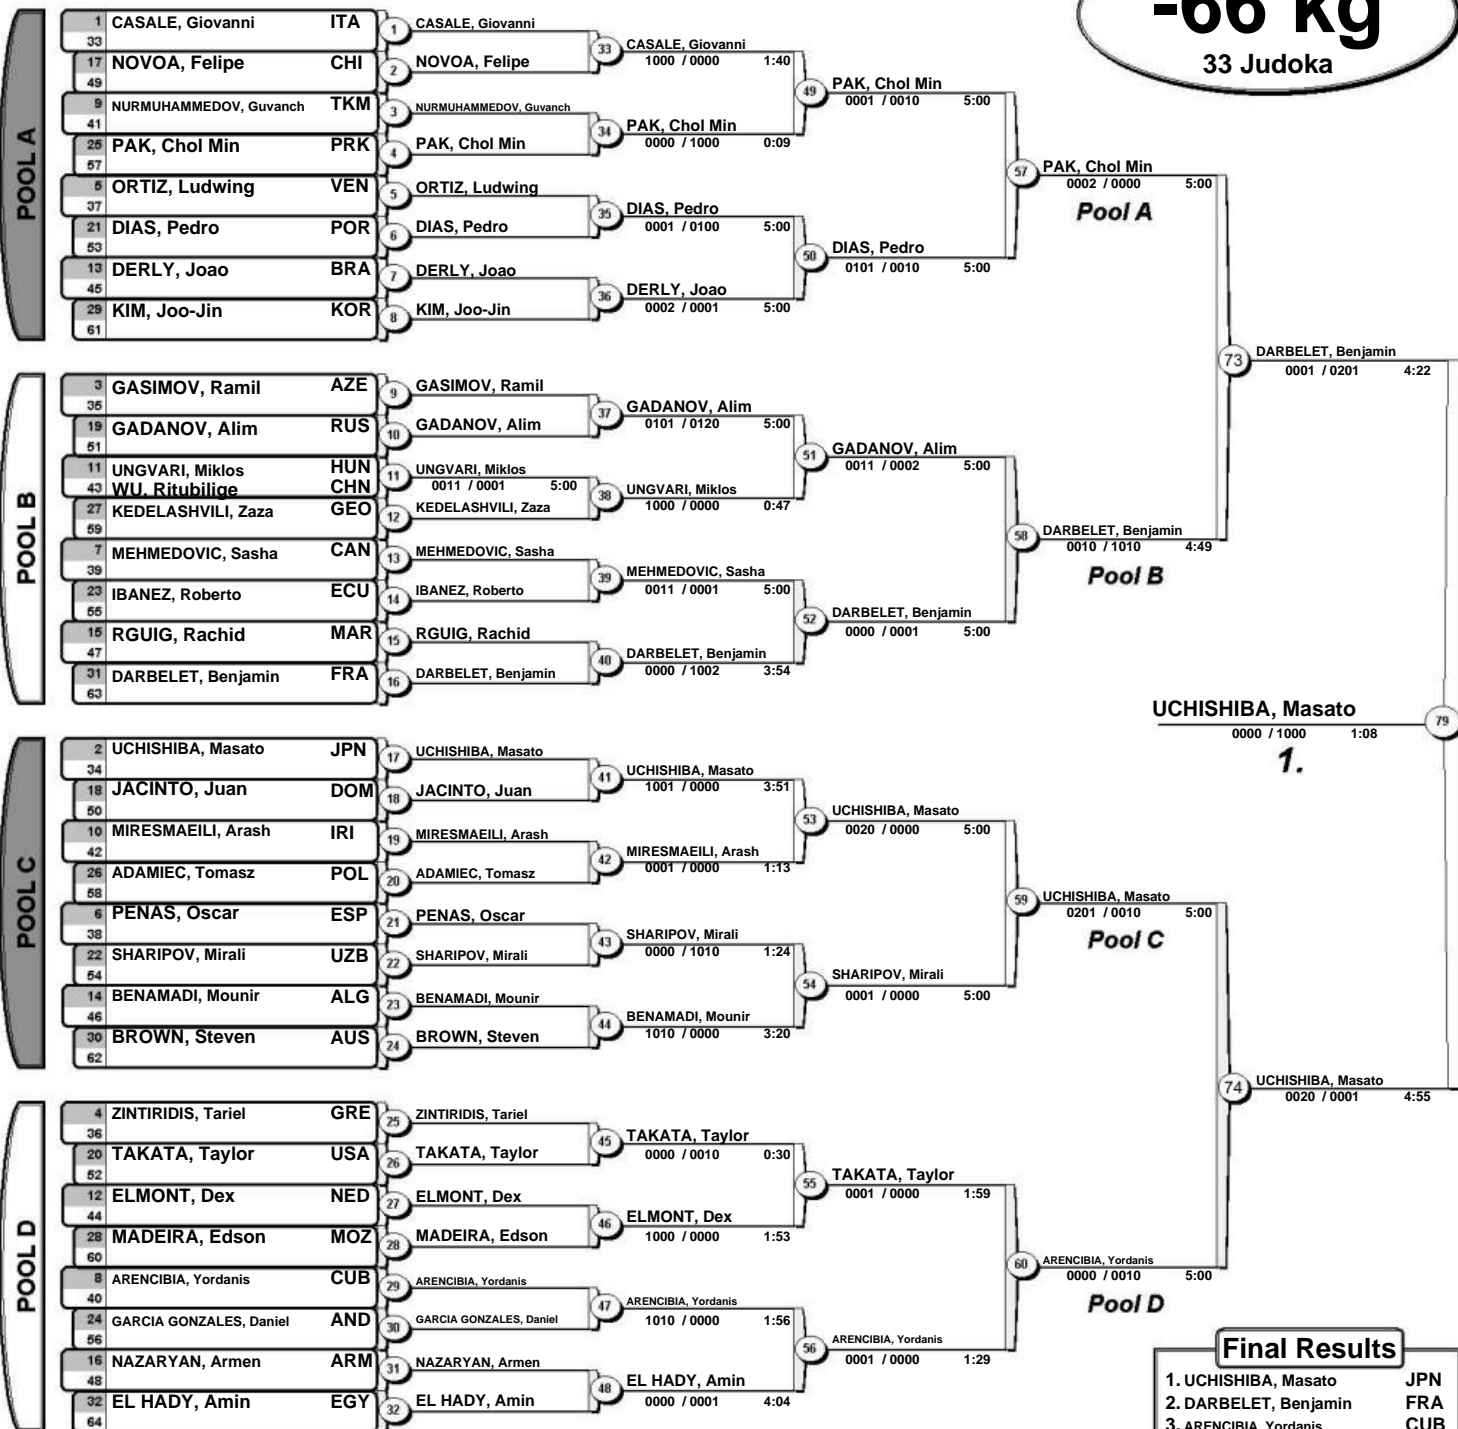 -66 kg
33 Judoka
POOL A
1 CASALE, Giovanni ITA
33
17 NOVOA, Felipe CHI
49
9 NURMUHAMMEDOV, Guvanch TKM
41
25 PAK, Chol Min PRK
57
5 ORTIZ, Ludwing VEN
37
21 DIAS, Pedro POR
53
13 DERLY, Joao BRA
45
29 KIM, Joo-Jin KOR
61
1 CASALE, Giovanni
2 NOVOA, Felipe
3 NURMUHAMMEDOV, Guvanch
4 PAK, Chol Min
5 ORTIZ, Ludwing
6 DIAS, Pedro
7 DERLY, Joao
8 KIM, Joo-Jin
33 CASALE, Giovanni
1000 / 0000 1:40
34 PAK, Chol Min
0000 / 1000 0:09
35 DIAS, Pedro
0001 / 0100 5:00
36 DERLY, Joao
0002 / 0001 5:00
49 PAK, Chol Min
0001 / 0010 5:00
50 DIAS, Pedro
0101 / 0010 5:00
57 PAK, Chol Min
0002 / 0000 5:00
Pool A
POOL B
3 GASIMOV, Ramil AZE
35
19 GADANOV, Alim RUS
51
11 UNGVARI, Miklos HUN
43 WU, Ritubilige CHN
27 KEDELASHVILI, Zaza GEO
59
7 MEHMEDOVIC, Sasha CAN
39
23 IBANEZ, Roberto ECU
55
15 RGUIG, Rachid MAR
47
31 DARBELET, Benjamin FRA
63
9 GASIMOV, Ramil
10 GADANOV, Alim
11 UNGVARI, Miklos
0011 / 0001 5:00
12 KEDELASHVILI, Zaza
13 MEHMEDOVIC, Sasha
14 IBANEZ, Roberto
15 RGUIG, Rachid
16 DARBELET, Benjamin
37 GADANOV, Alim
0101 / 0120 5:00
38 UNGVARI, Miklos
1000 / 0000 0:47
39 MEHMEDOVIC, Sasha
0011 / 0001 5:00
40 DARBELET, Benjamin
0000 / 1002 3:54
51 GADANOV, Alim
0011 / 0002 5:00
52 DARBELET, Benjamin
0000 / 0001 5:00
58 DARBELET, Benjamin
0010 / 1010 4:49
Pool B
73 DARBELET, Benjamin
0001 / 0201 4:22
UCHISHIBA, Masato 79
0000 / 1000 1:08
1.
POOL C
2 UCHISHIBA, Masato JPN
34
18 JACINTO, Juan DOM
50
10 MIRESMAEILI, Arash IRI
42
26 ADAMIEC, Tomasz POL
58
6 PENAS, Oscar ESP
38
22 SHARIPOV, Mirali UZB
54
14 BENAMADI, Mounir ALG
46
30 BROWN, Steven AUS
62
17 UCHISHIBA, Masato
18 JACINTO, Juan
19 MIRESMAEILI, Arash
20 ADAMIEC, Tomasz
21 PENAS, Oscar
22 SHARIPOV, Mirali
23 BENAMADI, Mounir
24 BROWN, Steven
41 UCHISHIBA, Masato
1001 / 0000 3:51
42 MIRESMAEILI, Arash
0001 / 0000 1:13
43 SHARIPOV, Mirali
0000 / 1010 1:24
44 BENAMADI, Mounir
1010 / 0000 3:20
53 UCHISHIBA, Masato
0020 / 0000 5:00
54 SHARIPOV, Mirali
0001 / 0000 5:00
59 UCHISHIBA, Masato
0201 / 0010 5:00
Pool C
74 UCHISHIBA, Masato
0020 / 0001 4:55
POOL D
4 ZINTIRIDIS, Tariel GRE
36
20 TAKATA, Taylor USA
52
12 ELMONT, Dex NED
44
28 MADEIRA, Edson MOZ
60
8 ARENCIBIA, Yordanis CUB
40
24 GARCIA GONZALES, Daniel AND
56
16 NAZARYAN, Armen ARM
48
32 EL HADY, Amin EGY
64
25 ZINTIRIDIS, Tariel
26 TAKATA, Taylor
27 ELMONT, Dex
28 MADEIRA, Edson
29 ARENCIBIA, Yordanis
30 GARCIA GONZALES, Daniel
31 NAZARYAN, Armen
32 EL HADY, Amin
45 TAKATA, Taylor
0000 / 0010 0:30
46 ELMONT, Dex
1000 / 0000 1:53
47 ARENCIBIA, Yordanis
1010 / 0000 1:56
48 EL HADY, Amin
0000 / 0001 4:04
55 TAKATA, Taylor
0001 / 0000 1:59
56 ARENCIBIA, Yordanis
0001 / 0000 1:29
60 ARENCIBIA, Yordanis
0000 / 0010 5:00
Pool D
Final Results
1. UCHISHIBA, Masato JPN
2. DARBELET, Benjamin FRA
3. ARENCIBIA, Yordanis CUB